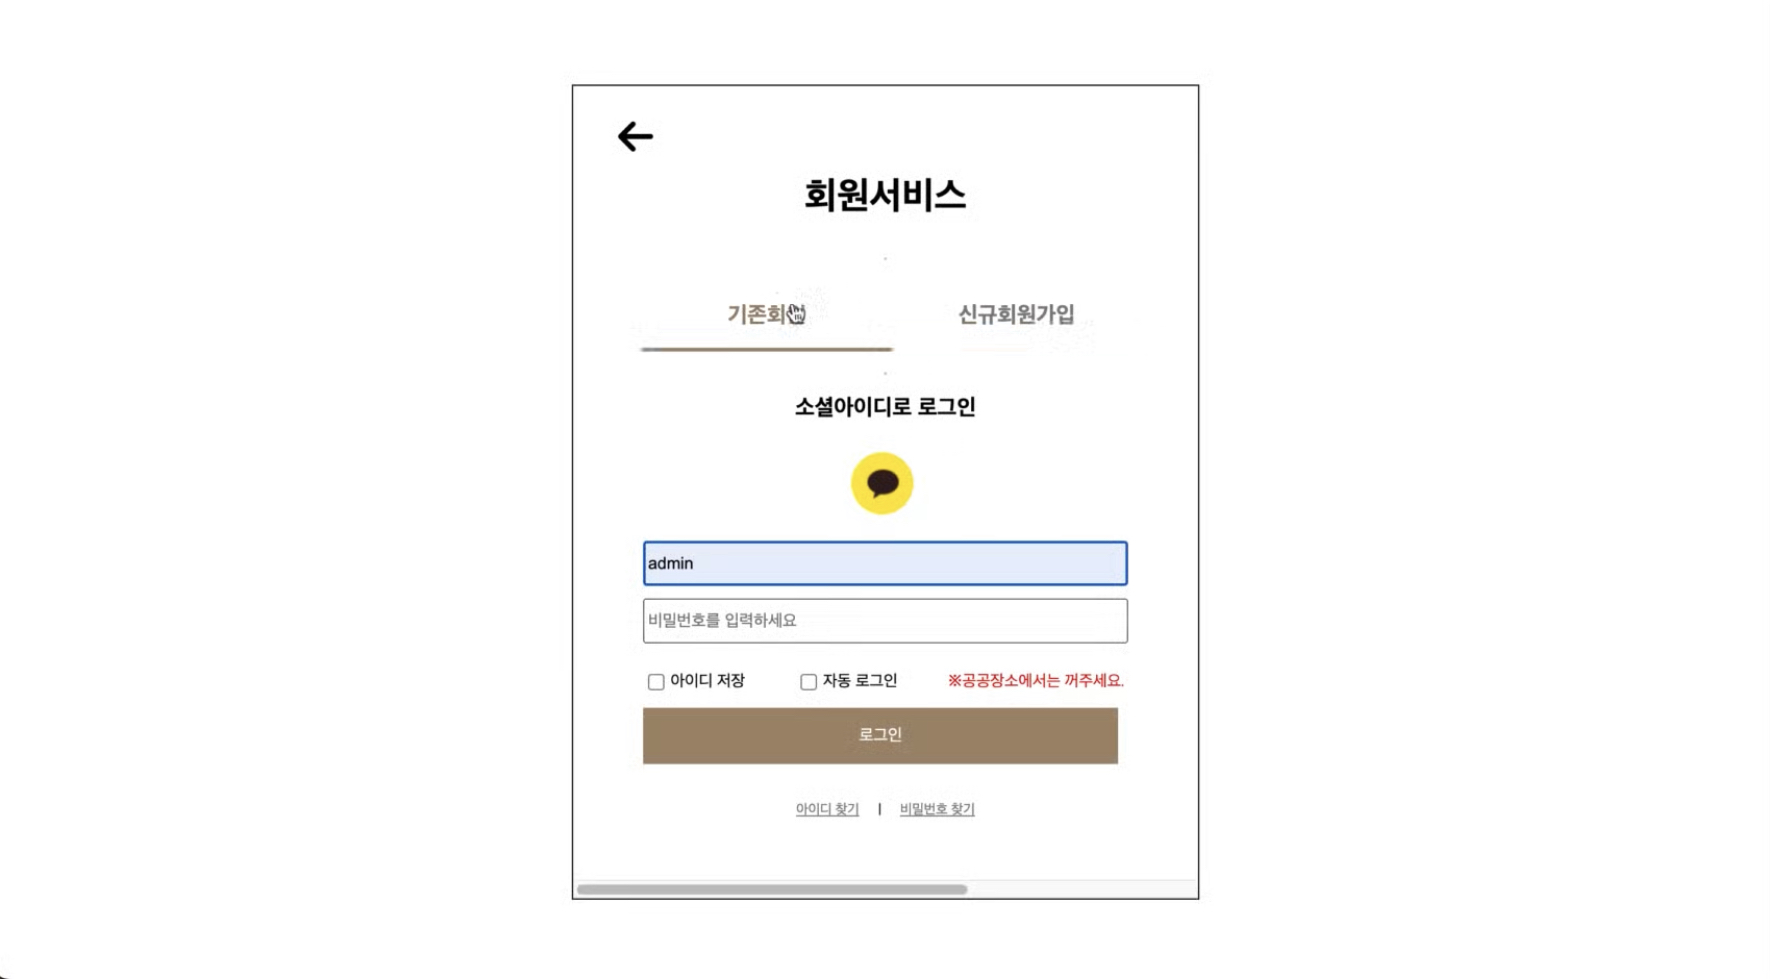 회원서비스
기존회원 신규회원가입
소셜아이디로 로그인
admin
비밀번호를 입력하세요
아이디 저장 자동 로그인 ※공공장소에서는 꺼주세요.
로그인
아이디 찾기 | 비밀번호 찾기